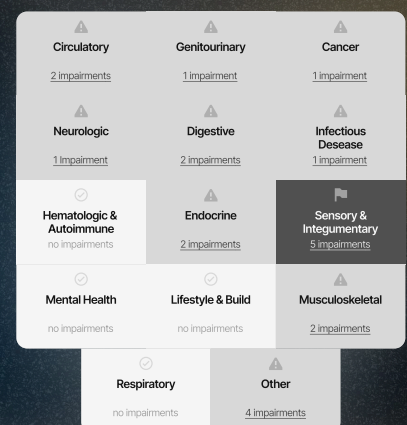 Circulatory
2 impairments
Genitourinary
1 impairment
Cancer
1 impairment
Neurologic
1 Impairment
Digestive
2 impairments
Infectious
Desease
1 impairment
Hematologic &
Autoimmune
no impairments
Endocrine
2 impairments
Sensory &
Integumentary
5 impairments
Mental Health
no impairments
Lifestyle & Build
no impairments
Musculoskeletal
2 impairments
Respiratory
no impairments
Other
4 impairments